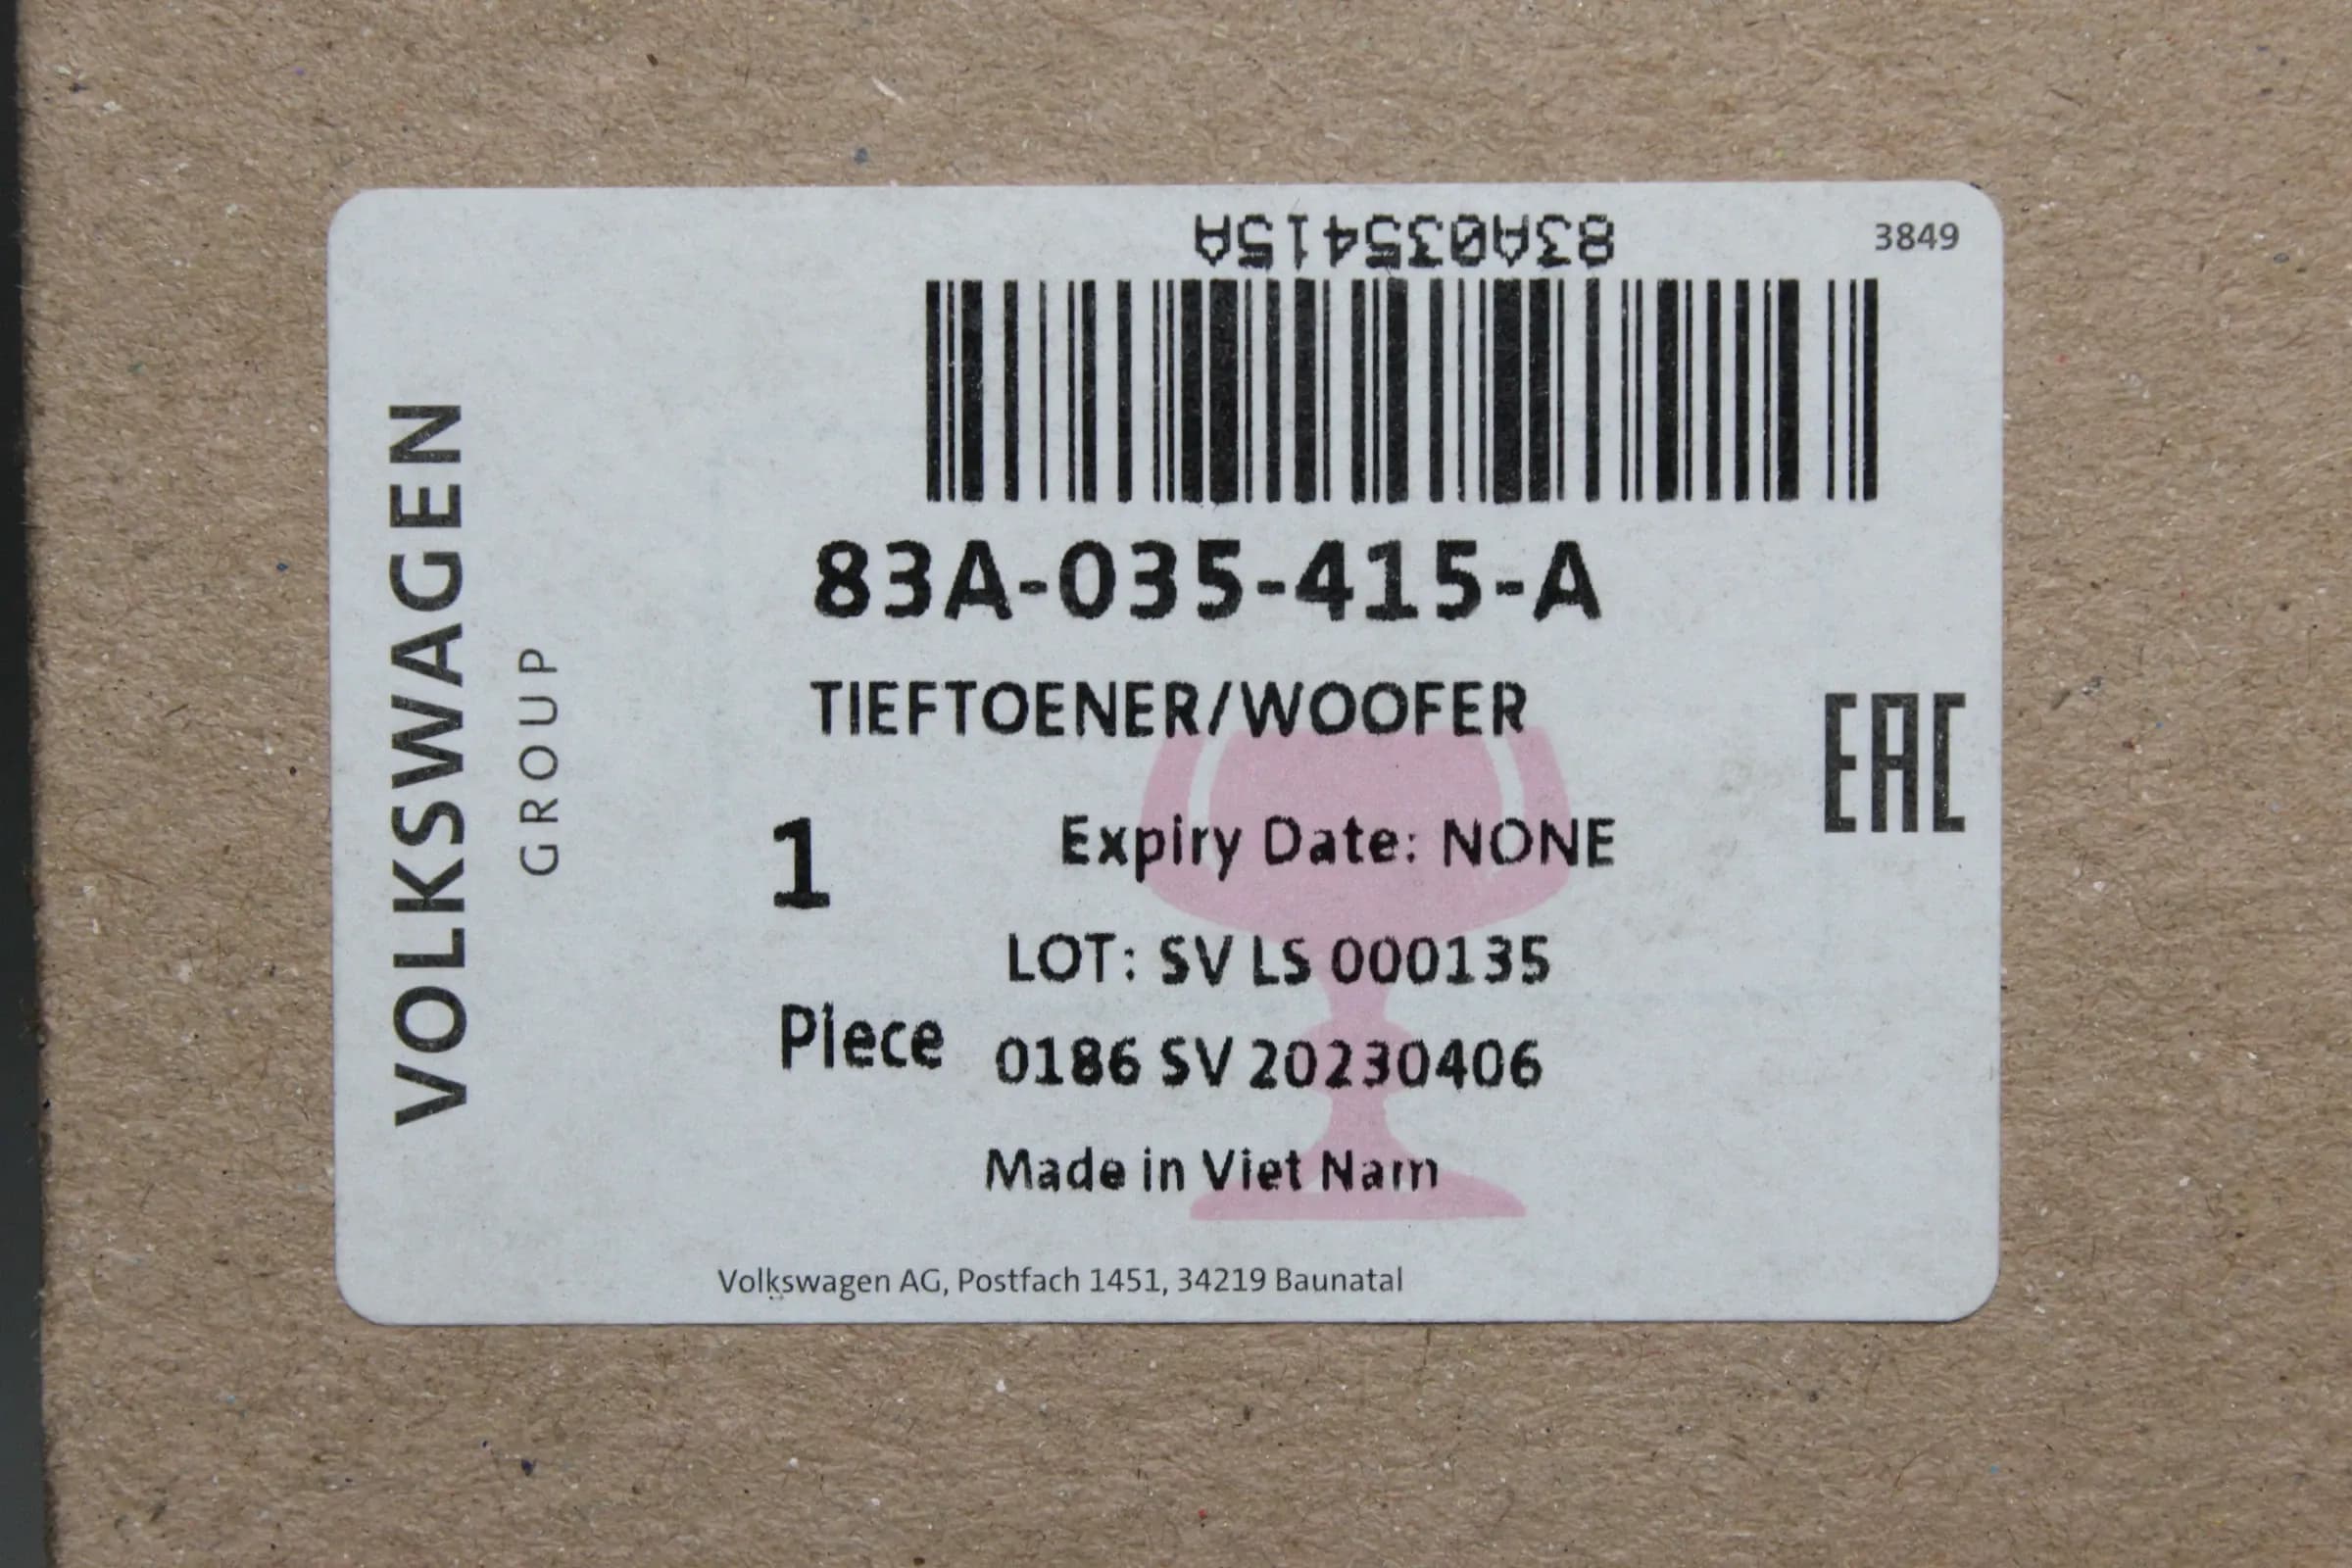 83A035415A
3849
VOLKSWAGEN
GROUP
83A-035-415-A
TIEFTOENER/WOOFER
EAC
1
Expiry Date: NONE
LOT: SV LS 000135
Piece
0186 SV 20230406
Made in Viet Nam
Volkswagen AG, Postfach 1451, 34219 Baunatal